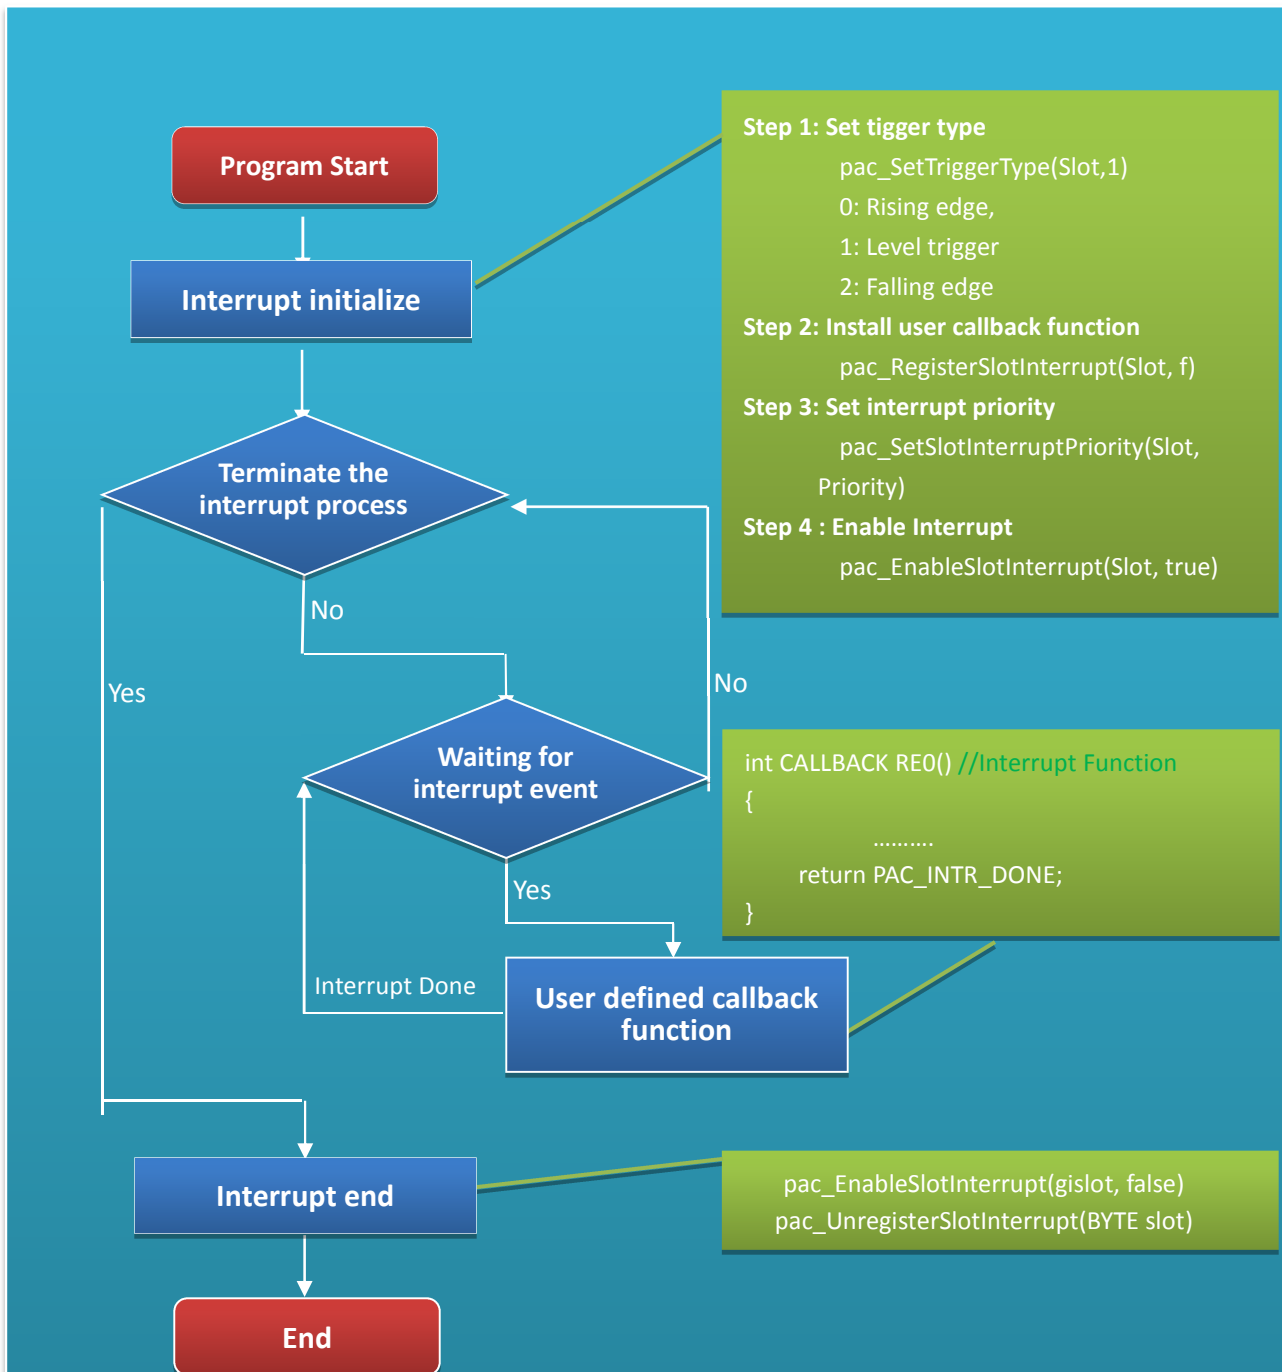 Program Start
Interrupt initialize
Step 1: Set tigger type
pac_SetTriggerType(Slot,1)
0: Rising edge,
1: Level trigger
2: Falling edge
Step 2: Install user callback function
pac_RegisterSlotInterrupt(Slot, f)
Step 3: Set interrupt priority
pac_SetSlotInterruptPriority(Slot,
Priority)
Step 4 : Enable Interrupt
pac_EnableSlotInterrupt(Slot, true)
Terminate the
interrupt process
No
Yes
No
Waiting for
interrupt event
Yes
int CALLBACK RE0() //Interrupt Function
{
..........
return PAC_INTR_DONE;
}
Interrupt Done
User defined callback
function
Interrupt end
pac_EnableSlotInterrupt(gislot, false)
pac_UnregisterSlotInterrupt(BYTE slot)
End